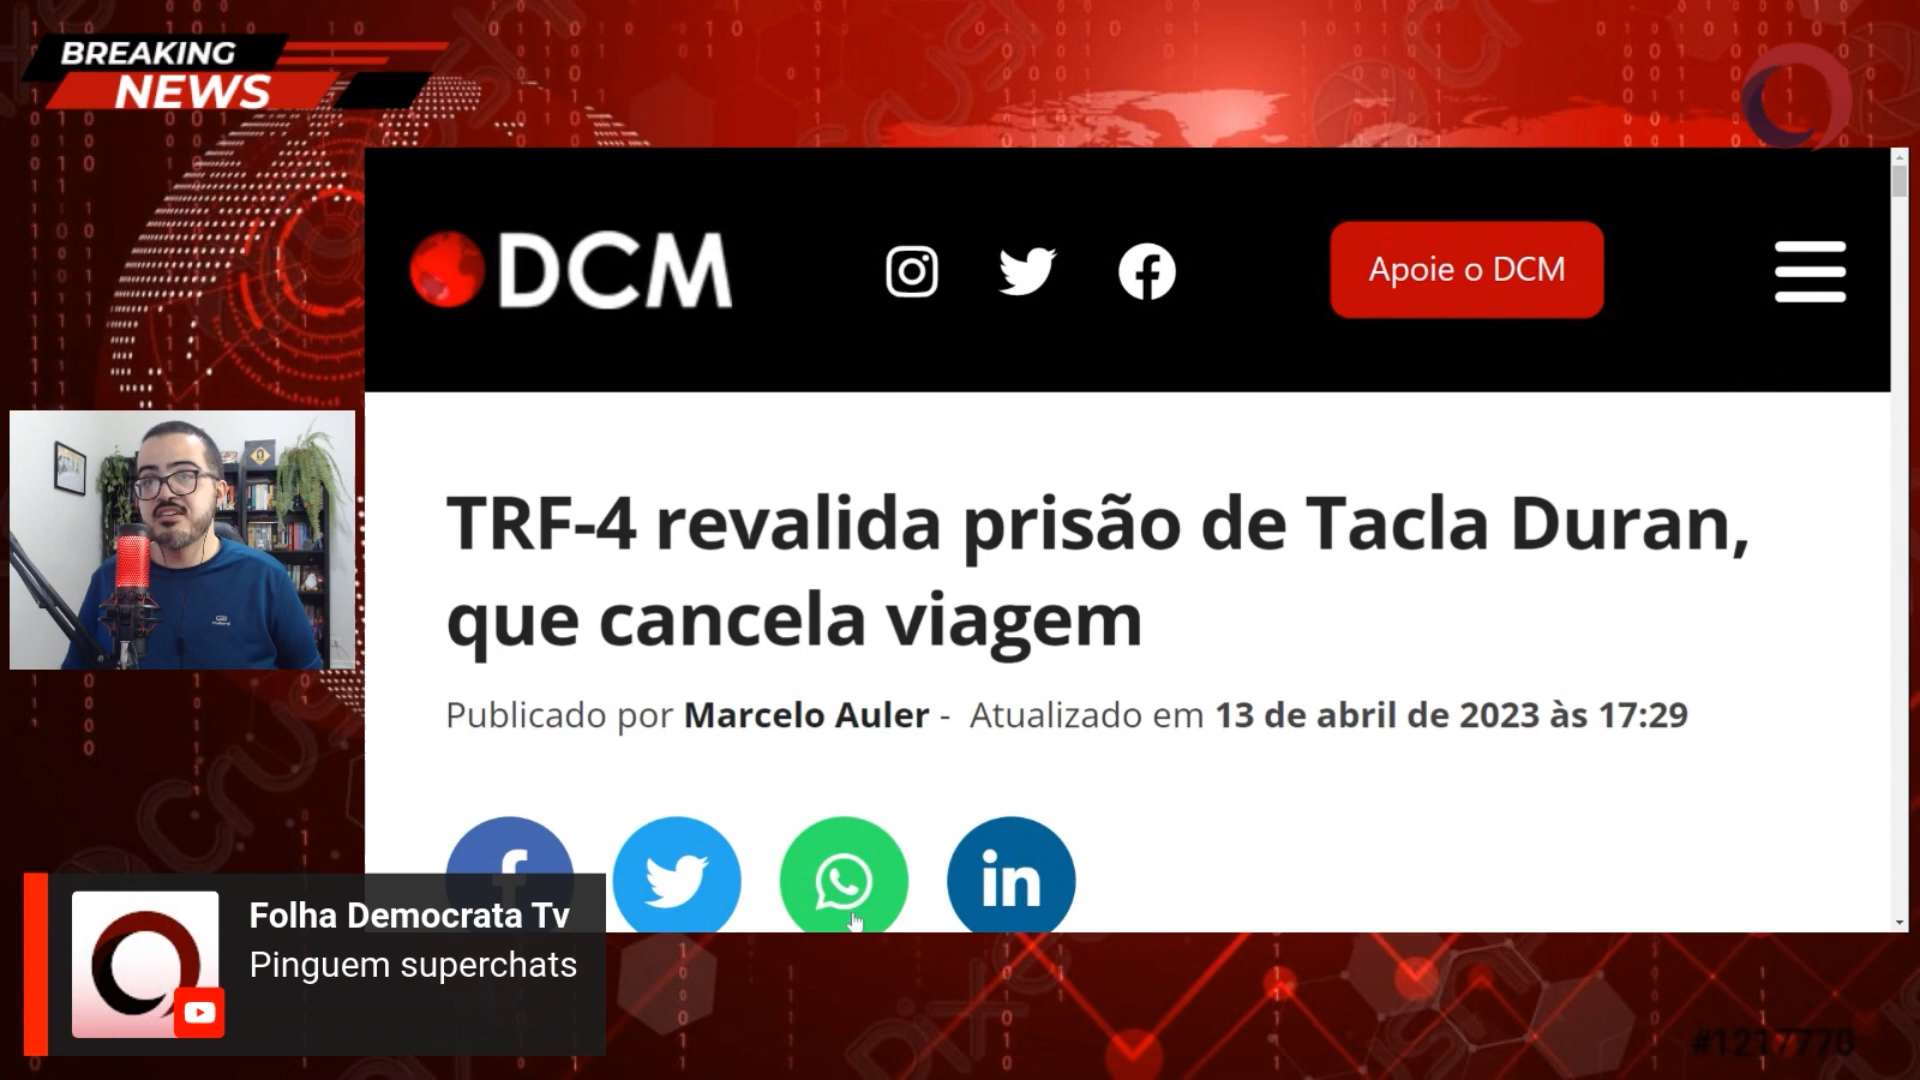 BREAKING
NEWS
DCM
Apoie o DCM
TRF-4 revalida prisão de Tacla Duran,
que cancela viagem
Publicado por Marcelo Auler - Atualizado em 13 de abril de 2023 às 17:29
Folha Democrata Tv
Pinguem superchats
#1217770